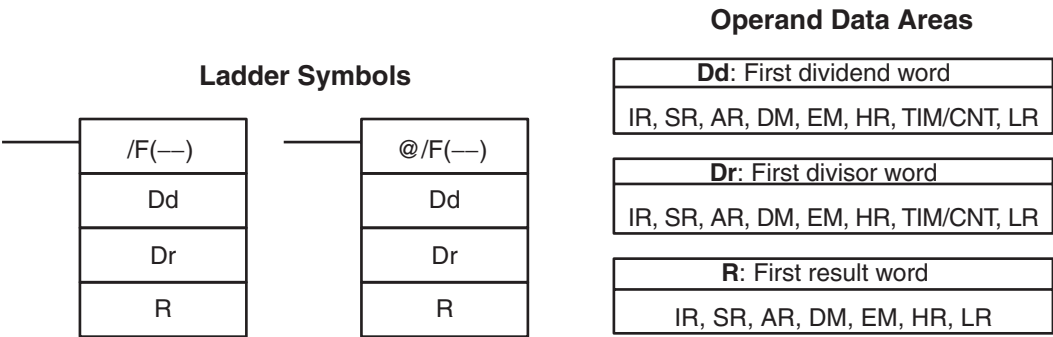 Ladder Symbols
/F(––)
Dd
Dr
R
@/F(––)
Dd
Dr
R
Operand Data Areas
Dd: First dividend word
IR, SR, AR, DM, EM, HR, TIM/CNT, LR
Dr: First divisor word
IR, SR, AR, DM, EM, HR, TIM/CNT, LR
R: First result word
IR, SR, AR, DM, EM, HR, LR